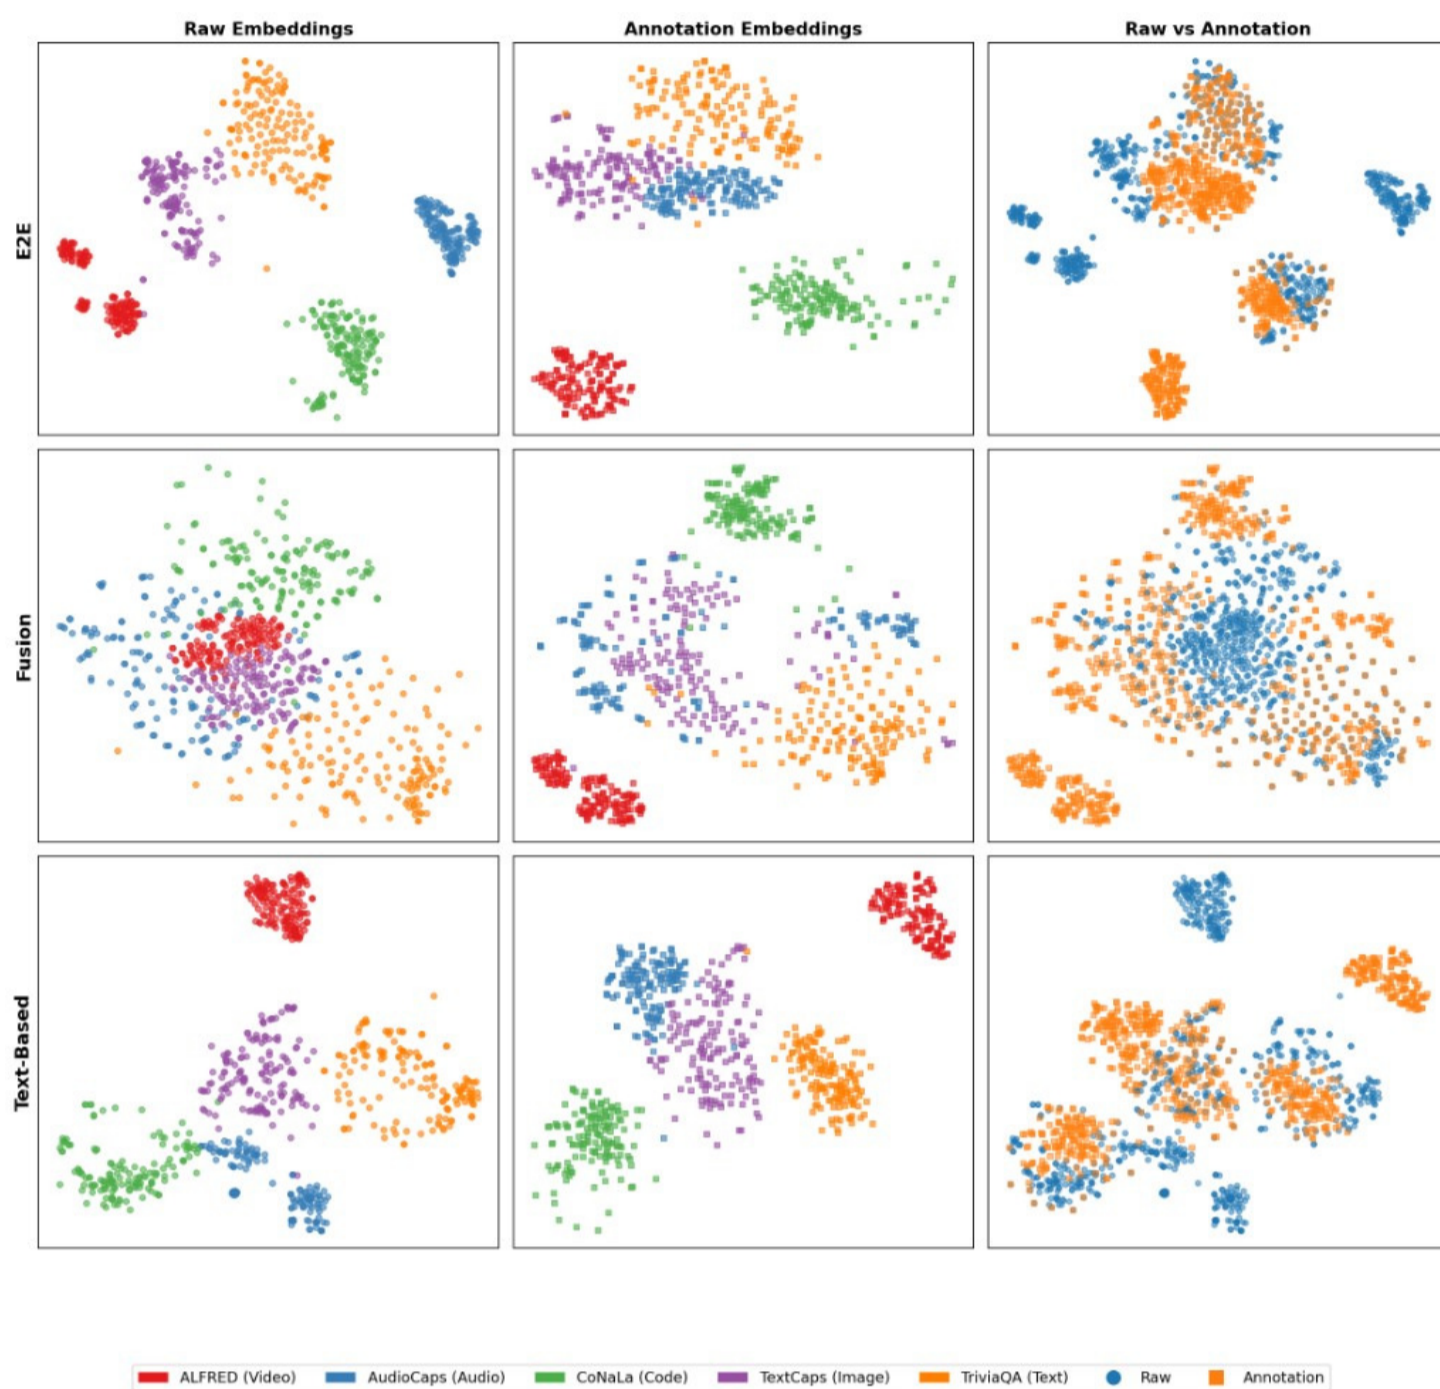 Raw Embeddings
Annotation Embeddings
Raw vs Annotation
E2E
Fusion
Text-Based
ALFRED (Video)
AudioCaps (Audio)
CoNaLa (Code)
TextCaps (Image)
TriviaQA (Text)
Raw
Annotation